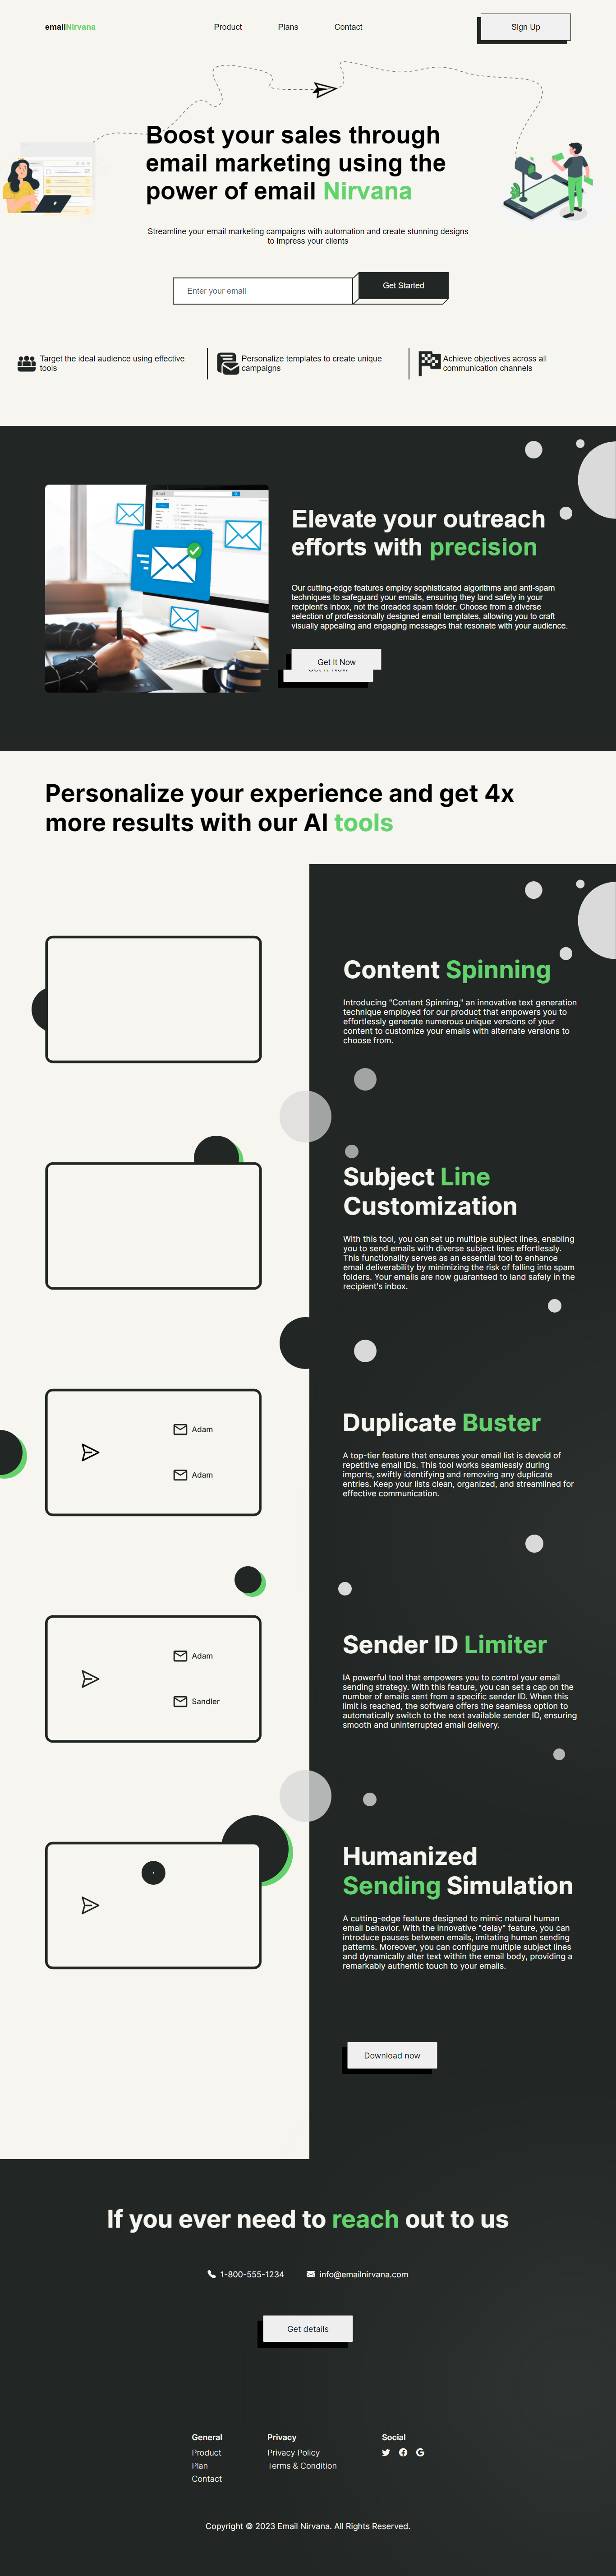 emailNirvana
Product
Plans
Contact
Sign Up
Boost your sales through
email marketing using the
power of email Nirvana
Streamline your email marketing campaigns with automation and create stunning designs
to impress your clients
Enter your email
Get Started
Target the ideal audience using effective
tools
Personalize templates to create unique
campaigns
Achieve objectives across all
communication channels
Email
Elevate your outreach
efforts with precision
Our cutting-edge features employ sophisticated algorithms and anti-spam
techniques to safeguard your emails, ensuring they land safely in your
recipient's inbox, not the dreaded spam folder. Choose from a diverse
selection of professionally designed email templates, allowing you to craft
visually appealing and engaging messages that resonate with your audience.
Get It Now
Get It Now
Personalize your experience and get 4x
more results with our AI tools
Content Spinning
Introducing "Content Spinning," an innovative text generation
technique employed for our product that empowers you to
effortlessly generate numerous unique versions of your
content to customize your emails with alternate versions to
choose from.
Subject Line
Customization
With this tool, you can set up multiple subject lines, enabling
you to send emails with diverse subject lines effortlessly.
This functionality serves as an essential tool to enhance
email deliverability by minimizing the risk of falling into spam
folders. Your emails are now guaranteed to land safely in the
recipient's inbox.
Adam
Adam
Duplicate Buster
A top-tier feature that ensures your email list is devoid of
repetitive email IDs. This tool works seamlessly during
imports, swiftly identifying and removing any duplicate
entries. Keep your lists clean, organized, and streamlined for
effective communication.
Adam
Sandler
Sender ID Limiter
IA powerful tool that empowers you to control your email
sending strategy. With this feature, you can set a cap on the
number of emails sent from a specific sender ID. When this
limit is reached, the software offers the seamless option to
automatically switch to the next available sender ID, ensuring
smooth and uninterrupted email delivery.
Humanized
Sending Simulation
A cutting-edge feature designed to mimic natural human
email behavior. With the innovative "delay" feature, you can
introduce pauses between emails, imitating human sending
patterns. Moreover, you can configure multiple subject lines
and dynamically alter text within the email body, providing a
remarkably authentic touch to your emails.
Download now
If you ever need to reach out to us
1-800-555-1234
info@emailnirvana.com
Get details
General
Product
Plan
Contact
Privacy
Privacy Policy
Terms & Condition
Social
Copyright © 2023 Email Nirvana. All Rights Reserved.